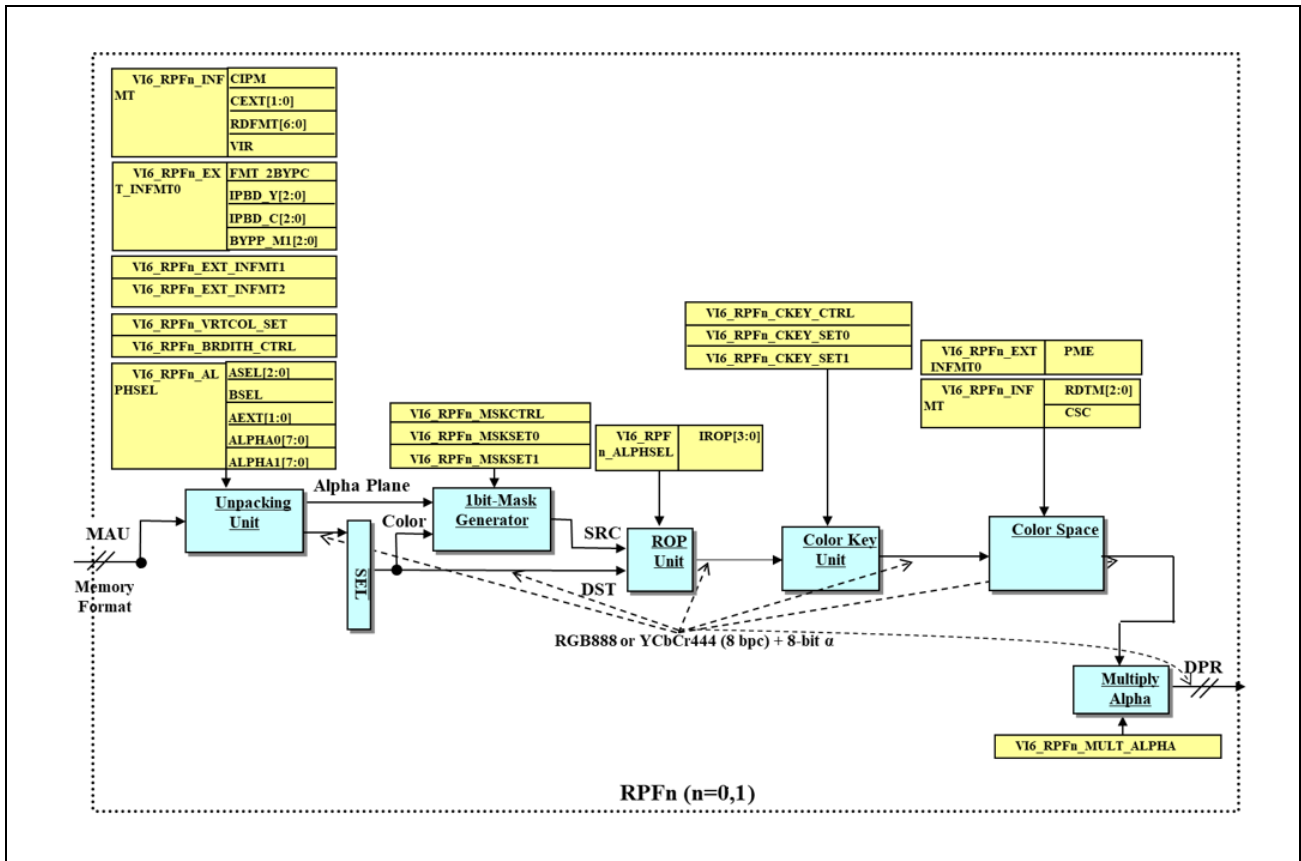 VI6_RPFn_INF
MT
CIPM
CEXT[1:0]
RDFMT[6:0]
VIR
VI6_RPFn_EX
T_INFMT0
FMT_2BYPC
IPBD_Y[2:0]
IPBD_C[2:0]
BYPP_M1[2:0]
VI6_RPFn_EXT_INFMT1
VI6_RPFn_EXT_INFMT2
VI6_RPFn_VRTCOL_SET
VI6_RPFn_BRDITH_CTRL
VI6_RPFn_AL
PHSEL
ASEL[2:0]
BSEL
AEXT[1:0]
ALPHA0[7:0]
ALPHA1[7:0]
VI6_RPFn_MSKCTRL
VI6_RPFn_MSKSET0
VI6_RPFn_MSKSET1
VI6_RPF
n_ALPHSEL
IROP[3:0]
VI6_RPFn_CKEY_CTRL
VI6_RPFn_CKEY_SET0
VI6_RPFn_CKEY_SET1
VI6_RPFn_EXT
INFMT0
PME
VI6_RPFn_INF
MT
RDTM[2:0]
CSC
MAU
Memory
Format
Unpacking
Unit
Alpha Plane
Color
SEL
1bit-Mask
Generator
SRC
DST
ROP
Unit
Color Key
Unit
Color Space
RGB888 or YCbCr444 (8 bpc) + 8-bit α
Multiply
Alpha
DPR
VI6_RPFn_MULT_ALPHA
RPFn (n=0,1)